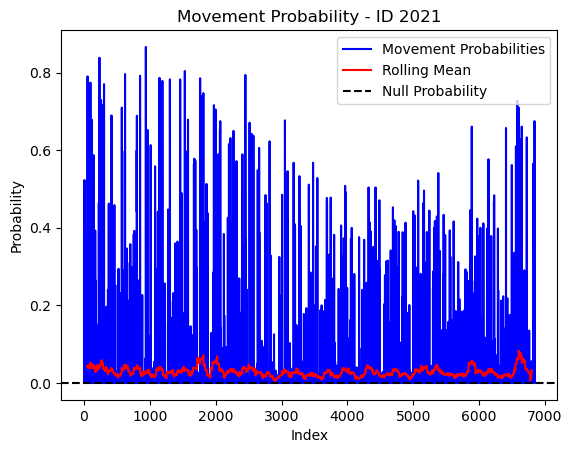 Movement Probability - ID 2021
Movement Probabilities
Rolling Mean
Null Probability
Probability
0.8
0.6
0.4
0.2
0.0
0 1000 2000 3000 4000 5000 6000 7000
Index